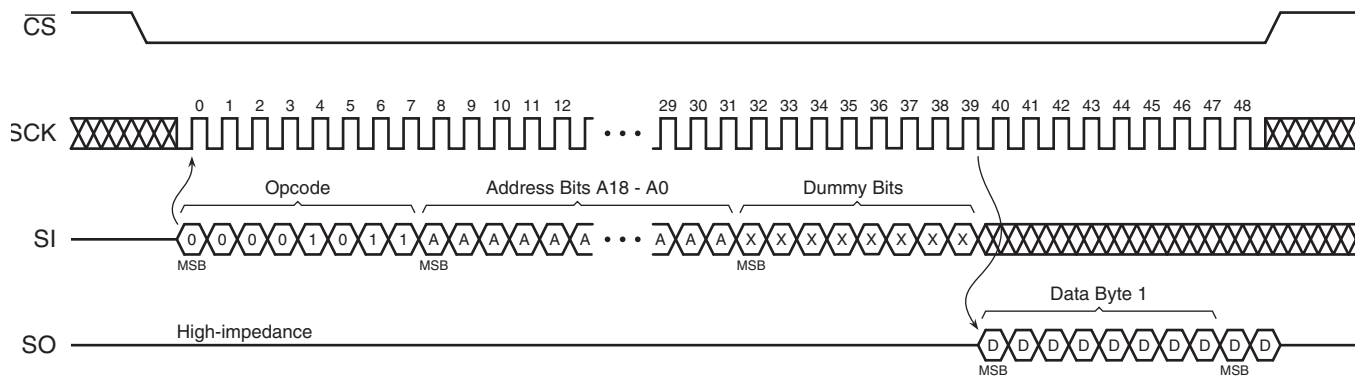 CS
0 1 2 3 4 5 6 7 8 9 10 11 12 29 30 31 32 33 34 35 36 37 38 39 40 41 42 43 44 45 46 47 48
SCK • • •
Opcode Address Bits A18 - A0 Dummy Bits
SI 0 0 0 0 1 0 1 1 A A A A A A • • • A A A X X X X X X X X
MSB MSB MSB
Data Byte 1
High-impedance
SO D D D D D D D D D D
MSB MSB